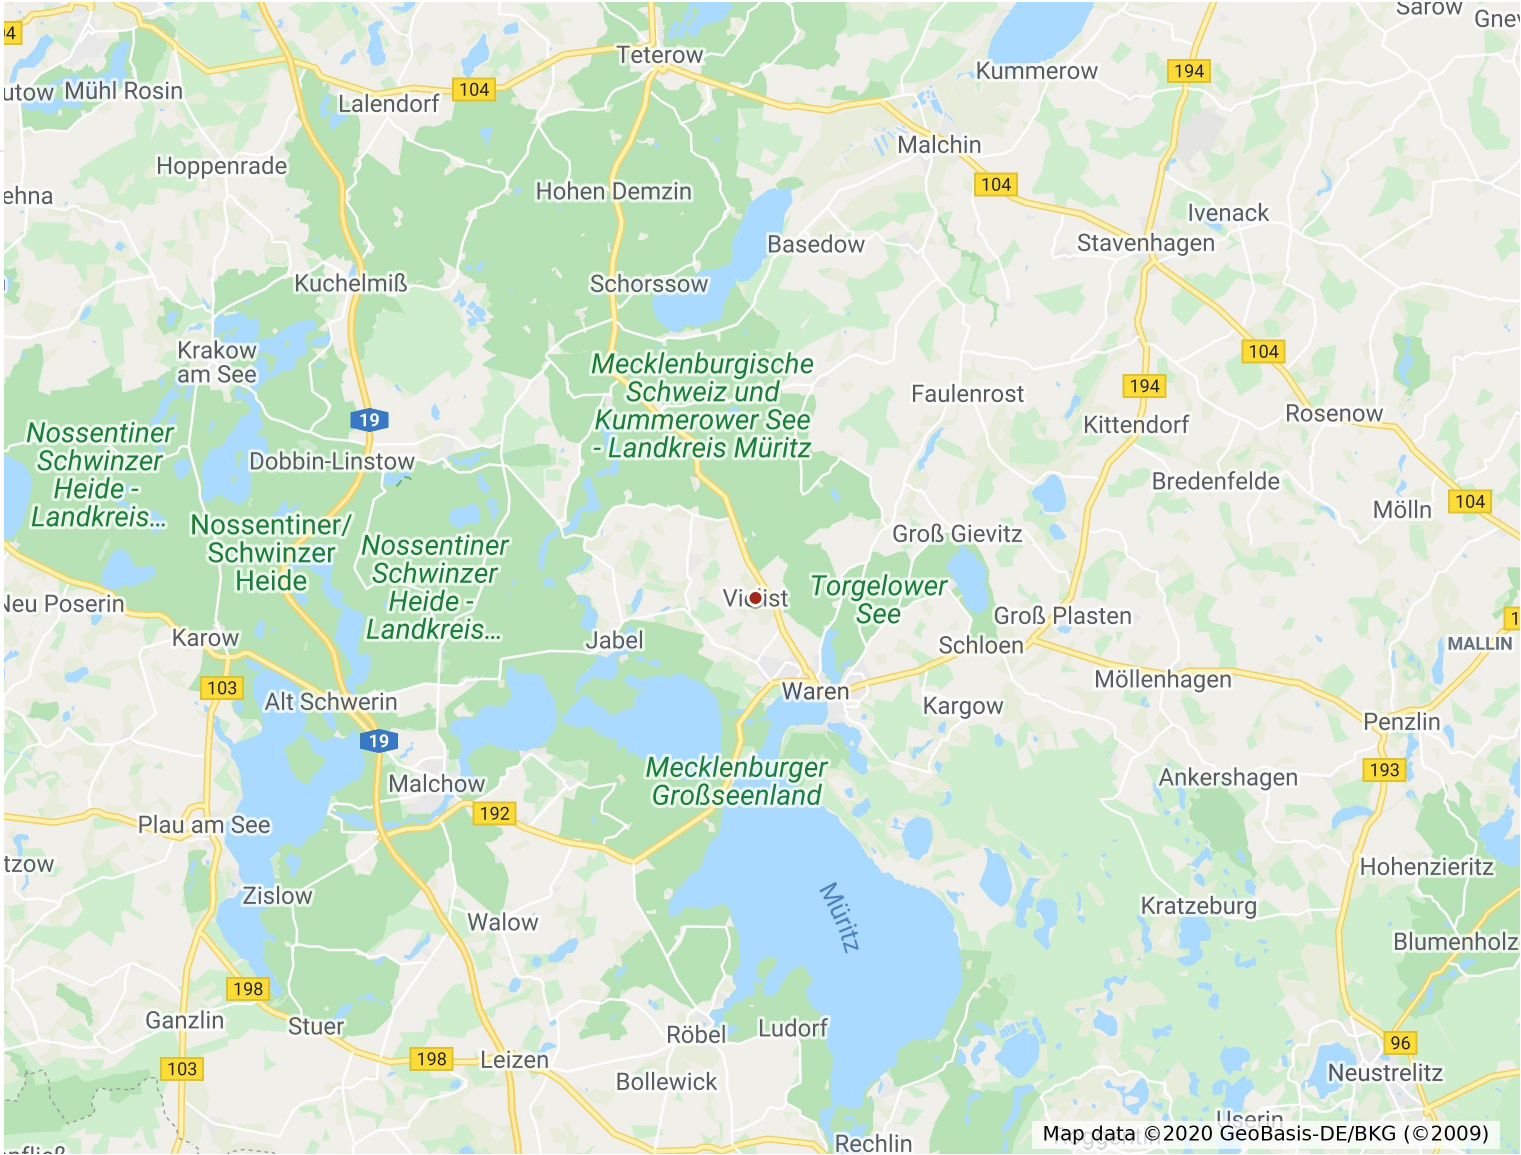 Sarow
Gnev
04
Teterow
Kummerow
194
utow
Mühl Rosin
104
Lalendorf
Malchin
Hoppenrade
104
ehna
Hohen Demzin
Ivenack
Basedow
Stavenhagen
Kuchelmiß
Schorssow
Krakow
am See
104
Mecklenburgische
Schweiz und
Kummerower See
- Landkreis Müritz
194
Faulenrost
Rosenow
19
Kittendorf
Nossentiner
Schwinzer
Heide -
Landkreis...
Dobbin-Linstow
Bredenfelde
104
Mölln
Nossentiner/
Schwinzer
Heide
Nossentiner
Schwinzer
Heide -
Landkreis...
Groß Gievitz
Torgelower
See
Neu Poserin
Groß Plasten
1
Karow
Jabel
Schloen
MALLIN
103
Alt Schwerin
Waren
Möllenhagen
Kargow
Penzlin
19
Mecklenburger
Großseenland
193
Malchow
Ankershagen
192
Plau am See
tzow
Hohenzieritz
Zislow
Müritz
Kratzeburg
Walow
Blumenholz
198
Ganzlin
Stuer
Röbel
Ludorf
96
103
198
Leizen
Bollewick
Neustrelitz
Userin
Rechlin
Map data ©2020 GeoBasis-DE/BKG (©2009)